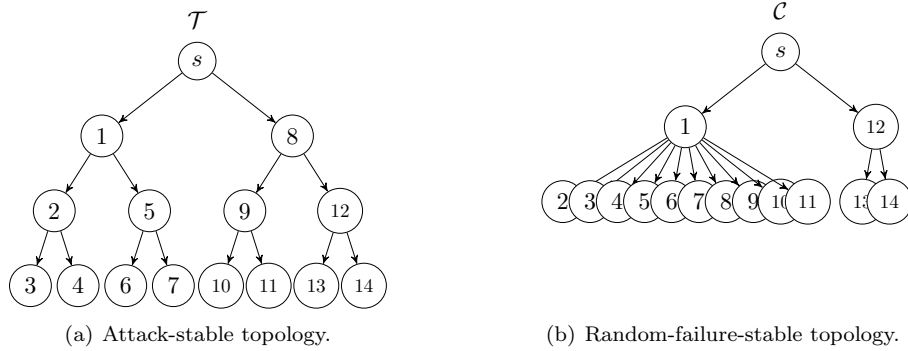 𝒯 𝒞
s s
1 8 1 12
2 5 9 12 2 3 4 5 6 7 8 9 10 11 13 14
3 4 6 7 10 11 13 14
(a) Attack-stable topology. (b) Random-failure-stable topology.